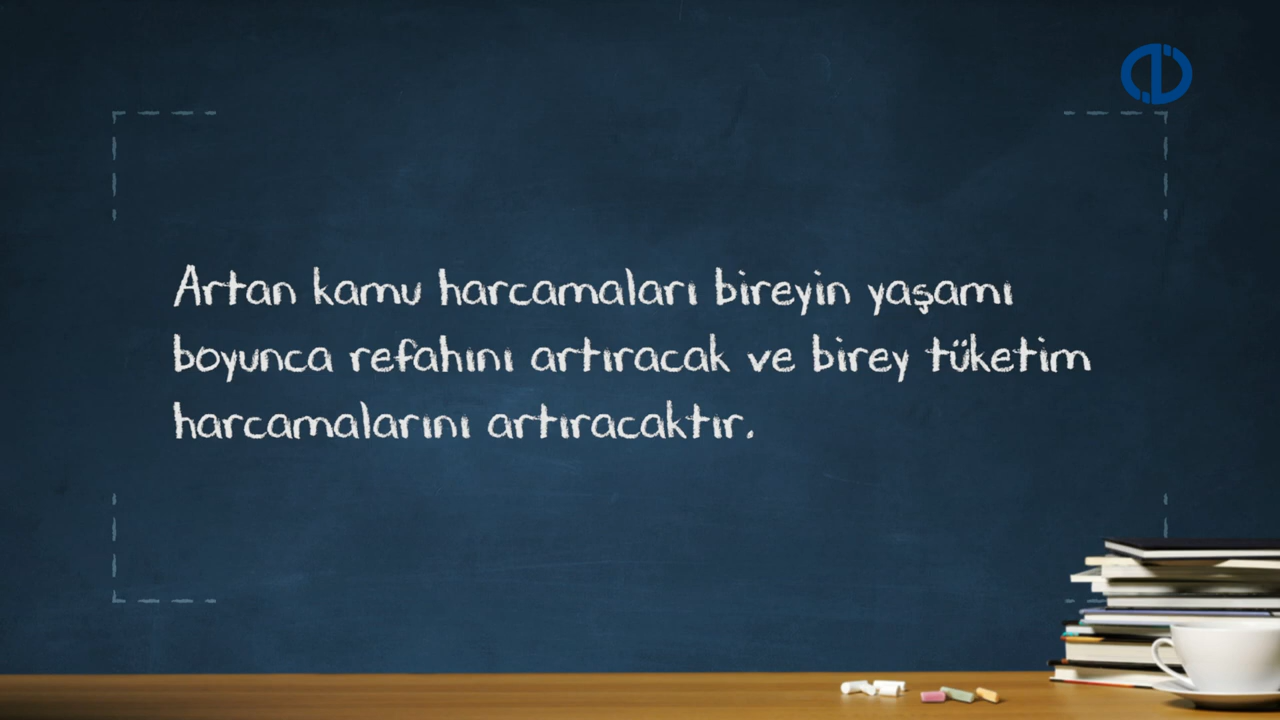 Artan kamu harcamaları bireyin yaşamı
boyunca refahını artıracak ve birey tüketim
harcamalarını artıracaktır.